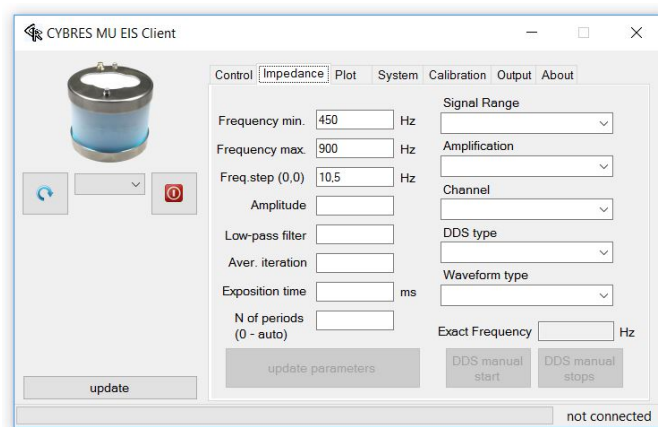 CYBRES MU EIS Client
Control Impedance Plot System Calibration Output About
Frequency min. 450 Hz
Frequency max. 900 Hz
Freq.step (0,0) 10,5 Hz
Amplitude
Low-pass filter
Aver. iteration
Exposition time ms
N of periods
(0 - auto)
update parameters
Signal Range
Amplification
Channel
DDS type
Waveform type
Exact Frequency Hz
DDS manual
start
DDS manual
stops
update
not connected